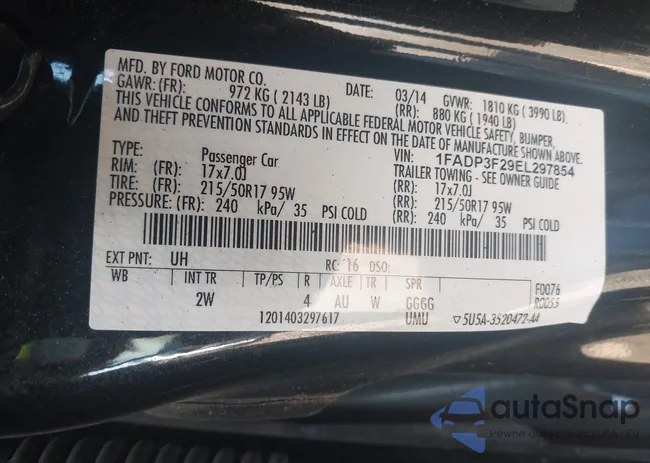 MFD. BY FORD MOTOR CO.
DATE: 03/14 GVWR: 1810 KG ( 3990 LB)
GAWR: (FR): 972 KG ( 2143 LB) (RR): 880 KG ( 1940 LB)
THIS VEHICLE CONFORMS TO ALL APPLICABLE FEDERAL MOTOR VEHICLE SAFETY, BUMPER,
AND THEFT PREVENTION STANDARDS IN EFFECT ON THE DATE OF MANUFACTURE SHOWN ABOVE.
VIN: 1FADP3F29EL297854
TYPE: Passenger Car TRAILER TOWING - SEE OWNER GUIDE
RIM: (FR): 17x7.0J (RR): 17x7.0J
TIRE: (FR): 215/50R17 95W (RR): 215/50R17 95W
PRESSURE: (FR): 240 kPa/ 35 PSI COLD (RR): 240 kPa/ 35 PSI COLD
EXT PNT: UH RC: 16 DSO:
WB INT TR TP/PS R AXLE TR SPR F0076
2W 4 AU W GGGG R0055
1201403297617 UMU ▽5U5A-3520472-AA
autaSnap
Pewne auta